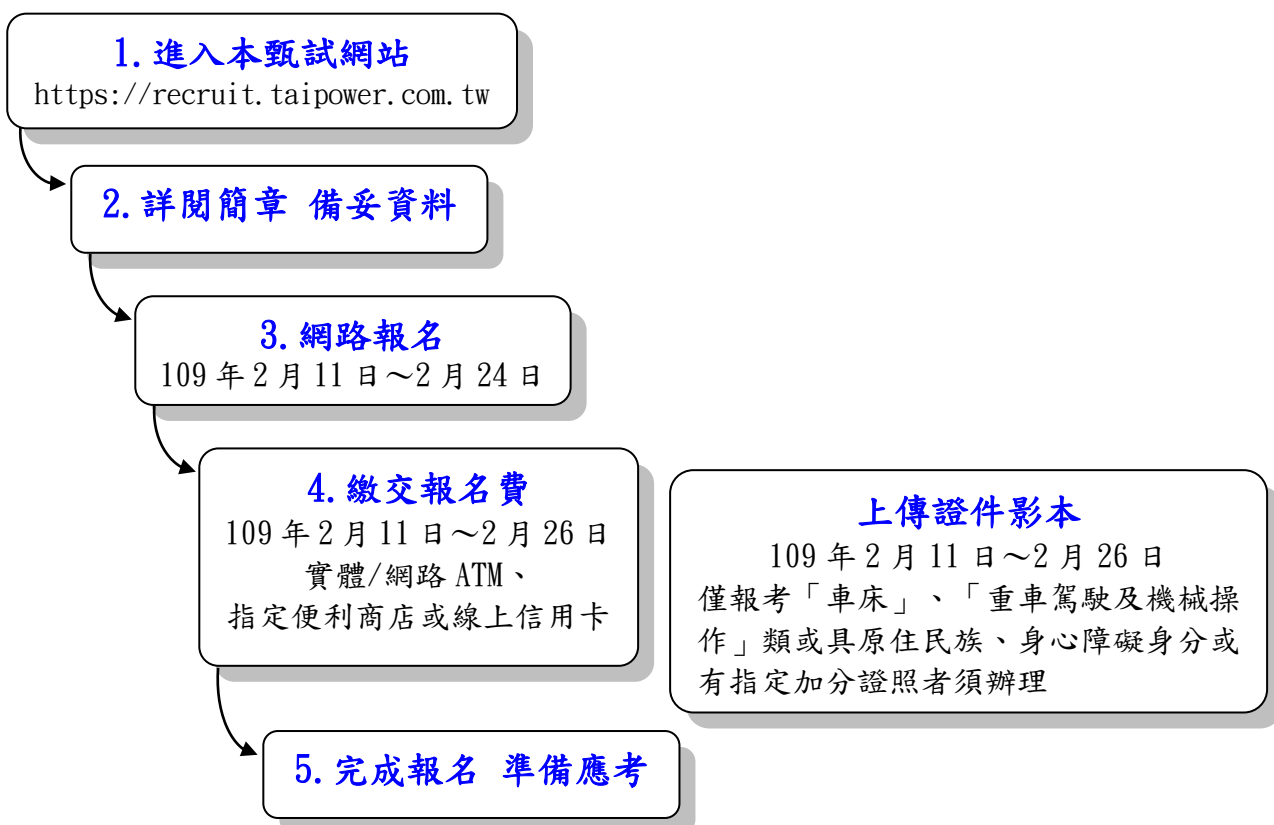 1.進入本甄試網站
https://recruit.taipower.com.tw
2.詳閱簡章 備妥資料
3.網路報名
109年2月11日～2月24日
4.繳交報名費
109年2月11日～2月26日
實體/網路ATM、
指定便利商店或線上信用卡
上傳證件影本
109年2月11日～2月26日
僅報考「車床」、「重車駕駛及機械操
作」類或具原住民族、身心障礙身分或
有指定加分證照者須辦理
5.完成報名 準備應考